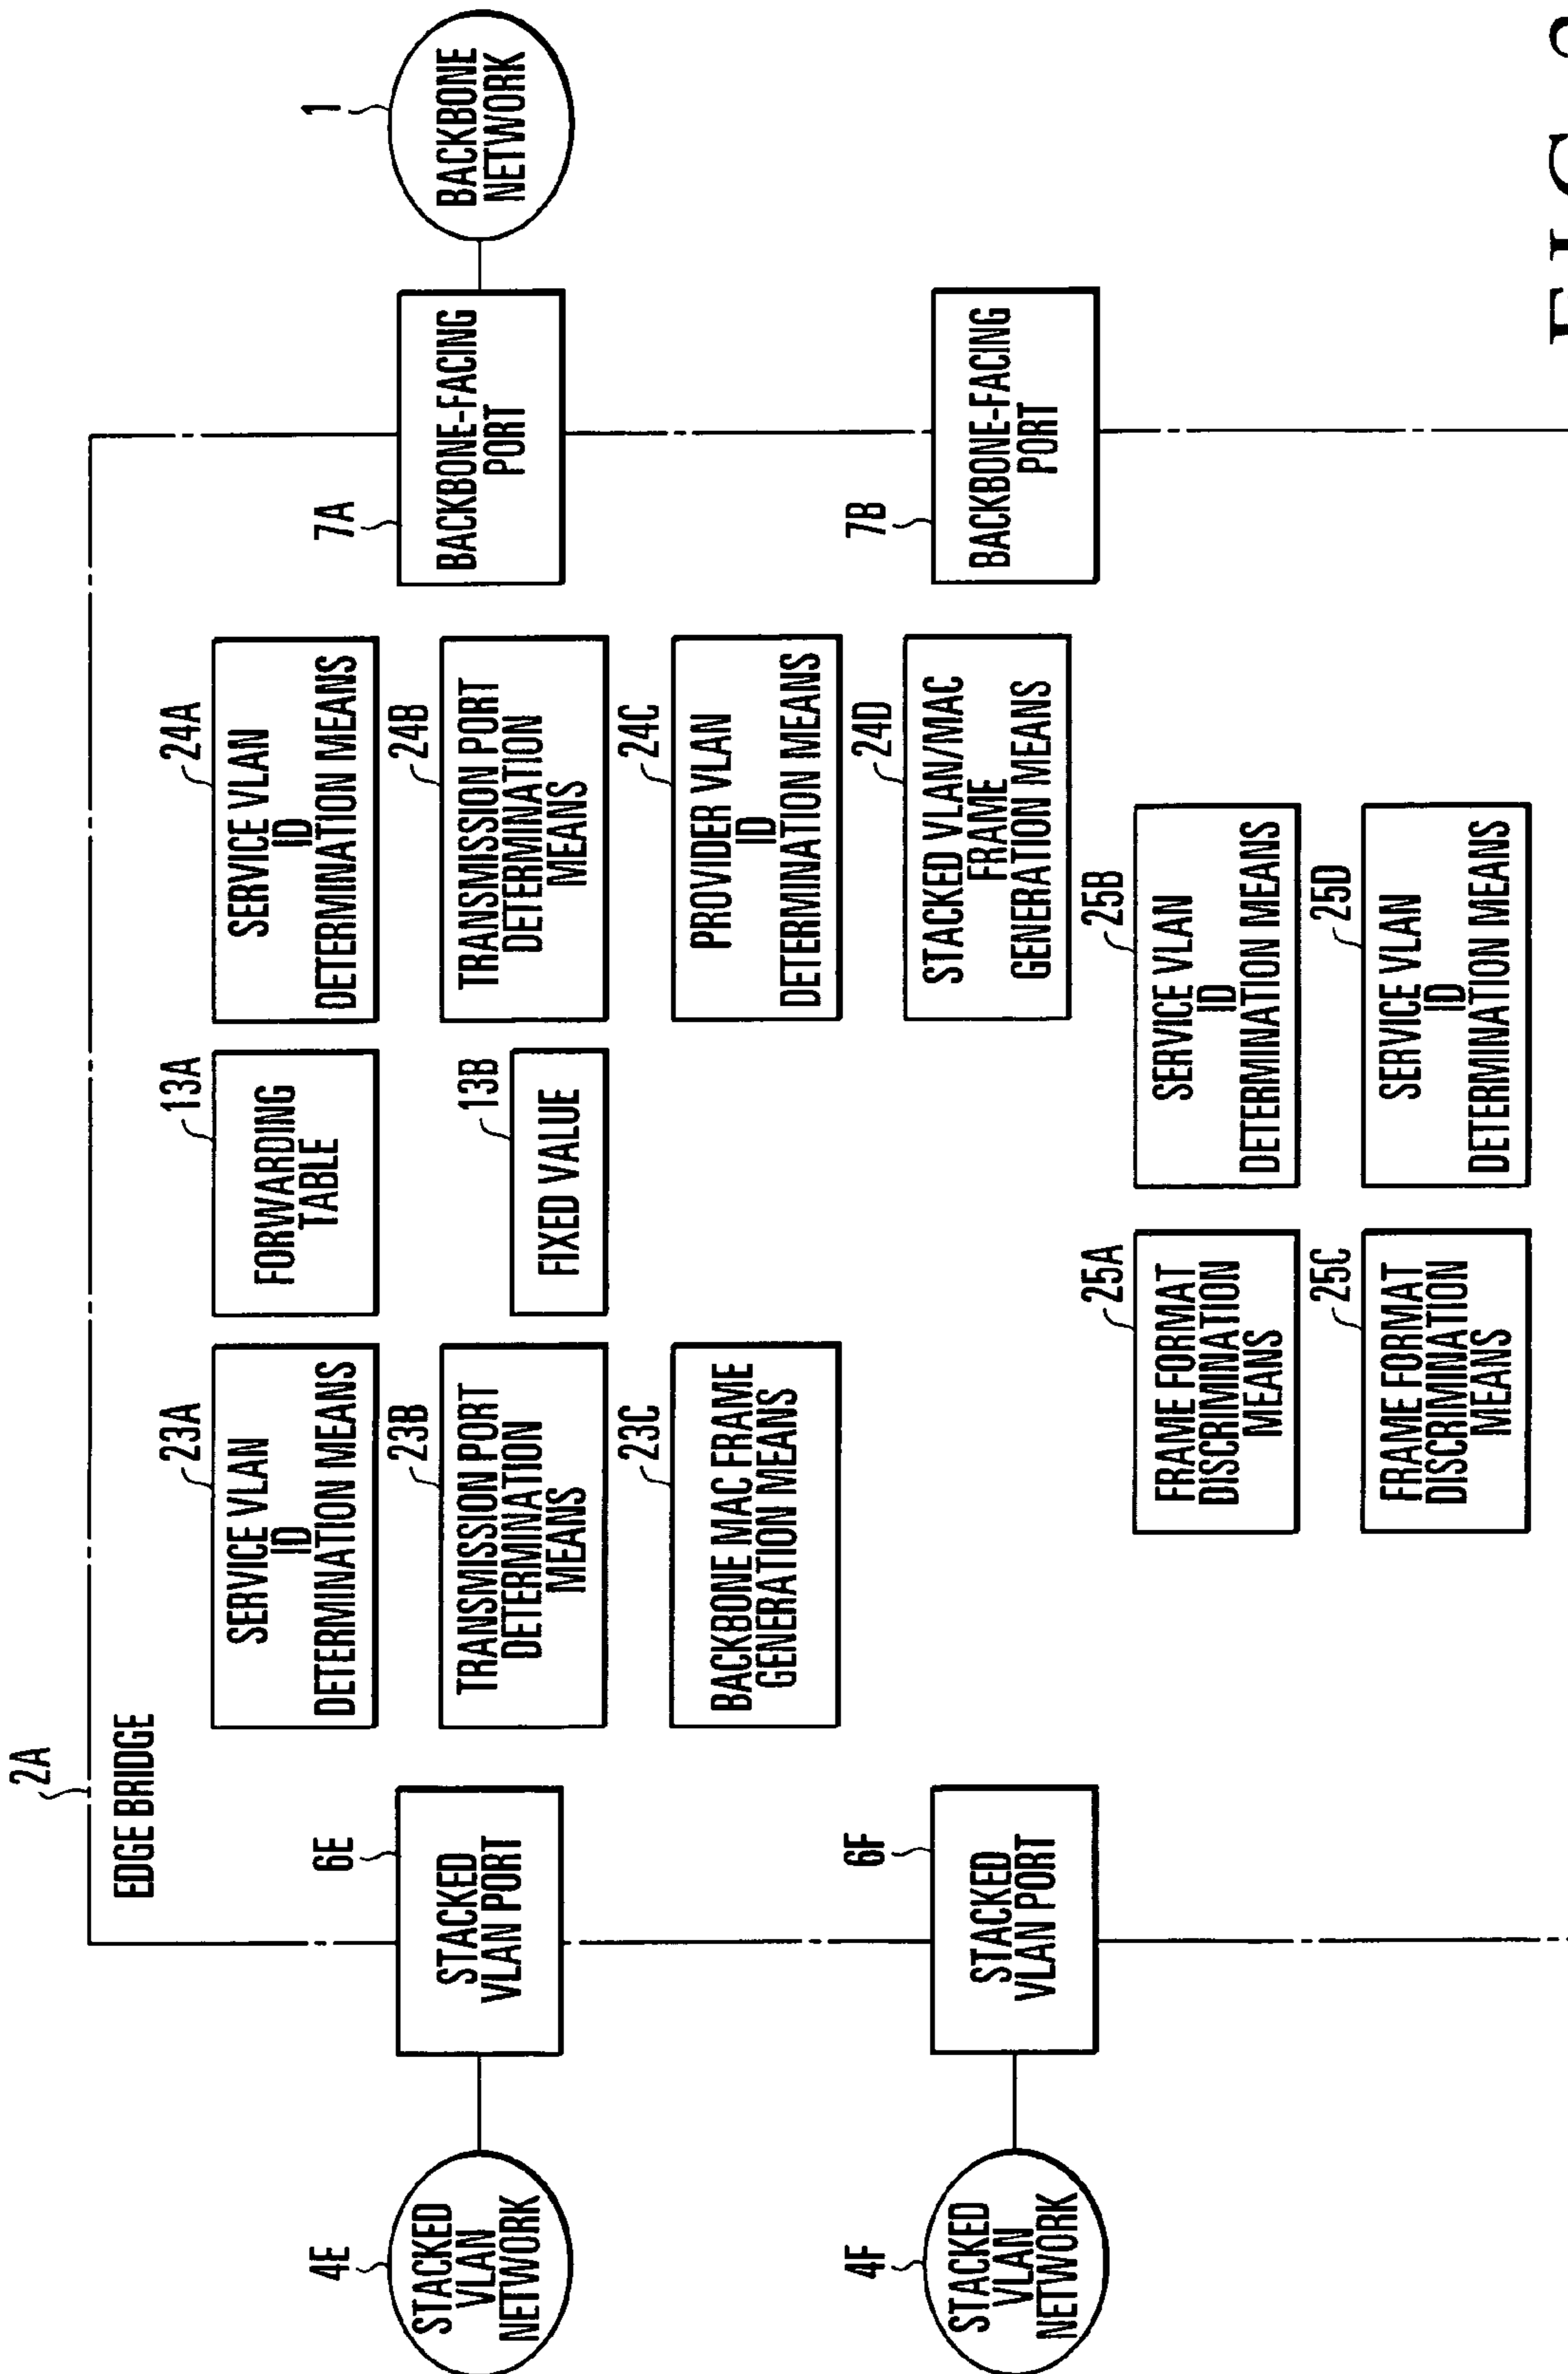 2A
EDGE BRIDGE
4E
STACKED
VLAN
NETWORK
6E
STACKED
VLAN PORT
23A
SERVICE VLAN
ID
DETERMINATION MEANS
13A
FORWARDING
TABLE
24A
SERVICE VLAN
ID
DETERMINATION MEANS
7A
BACKBONE-FACING
PORT
1
BACKBONE
NETWORK
23B
TRANSMISSION PORT
DETERMINATION
MEANS
13B
FIXED VALUE
24B
TRANSMISSION PORT
DETERMINATION
MEANS
23C
BACKBONE MAC FRAME
GENERATION MEANS
24C
PROVIDER VLAN
ID
DETERMINATION MEANS
4F
STACKED
VLAN
NETWORK
6F
STACKED
VLAN PORT
24D
STACKED VLAN/MAC
FRAME
GENERATION MEANS
7B
BACKBONE-FACING
PORT
25A
FRAME FORMAT
DISCRIMINATION
MEANS
25B
SERVICE VLAN
ID
DETERMINATION MEANS
25C
FRAME FORMAT
DISCRIMINATION
MEANS
25D
SERVICE VLAN
ID
DETERMINATION MEANS